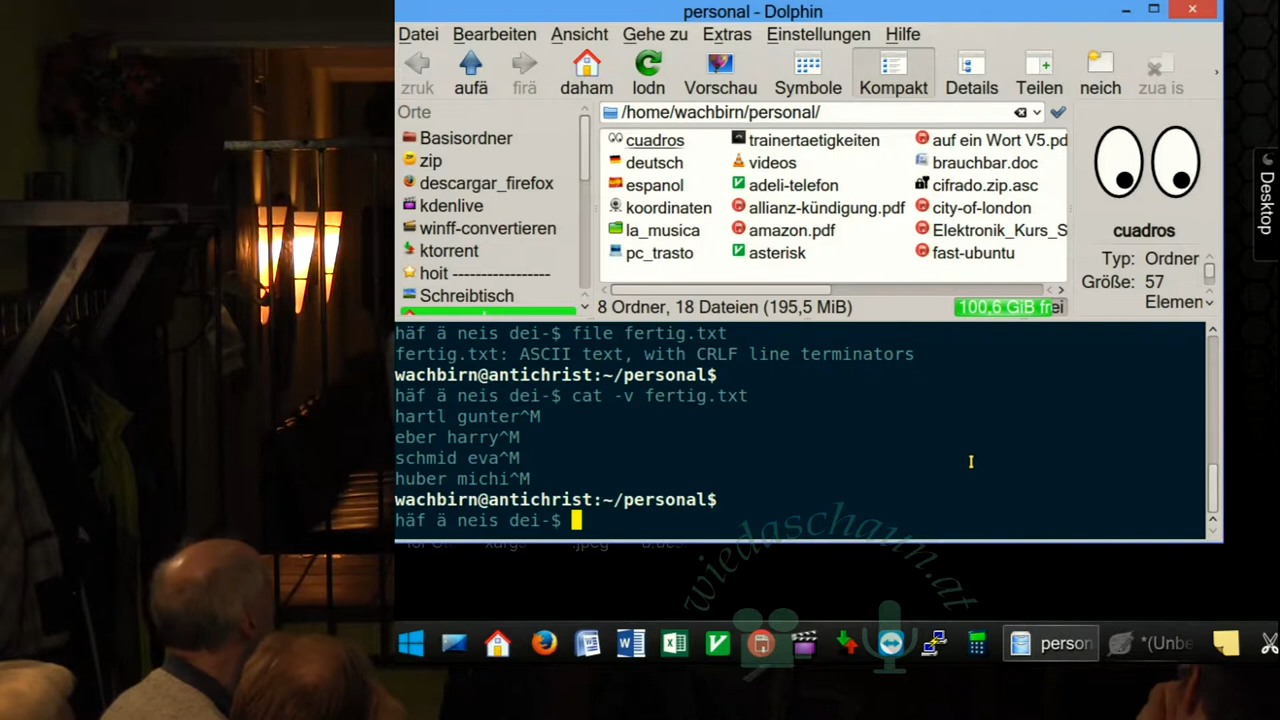 personal - Dolphin
Datei Bearbeiten Ansicht Gehe zu Extras Einstellungen Hilfe
zruk aufä firä daham lodn Vorschau Symbole Kompakt Details Teilen neich zua is
Orte
Basisordner
zip
descargar_firefox
kdenlive
winff-convertieren
ktorrent
hoit -----------------
Schreibtisch
/home/wachbirn/personal/
cuadros trainertaetigkeiten auf ein Wort V5.pd
deutsch videos brauchbar.doc
espanol adeli-telefon cifrado.zip.asc
koordinaten allianz-kündigung.pdf city-of-london
la_musica amazon.pdf Elektronik_Kurs_S
pc_trasto asterisk fast-ubuntu
8 Ordner, 18 Dateien (195,5 MiB) 100,6 GiB frei
cuadros
Typ: Ordner
Größe: 57
Elemen
häf ä neis dei-$ file fertig.txt
fertig.txt: ASCII text, with CRLF line terminators
wachbirn@antichrist:~/personal$
häf ä neis dei-$ cat -v fertig.txt
hartl gunter^M
eber harry^M
schmid eva^M
huber michi^M
wachbirn@antichrist:~/personal$
häf ä neis dei-$
xargs .jpeg
wiedaschaun.at
person *(Unbe
Desktop